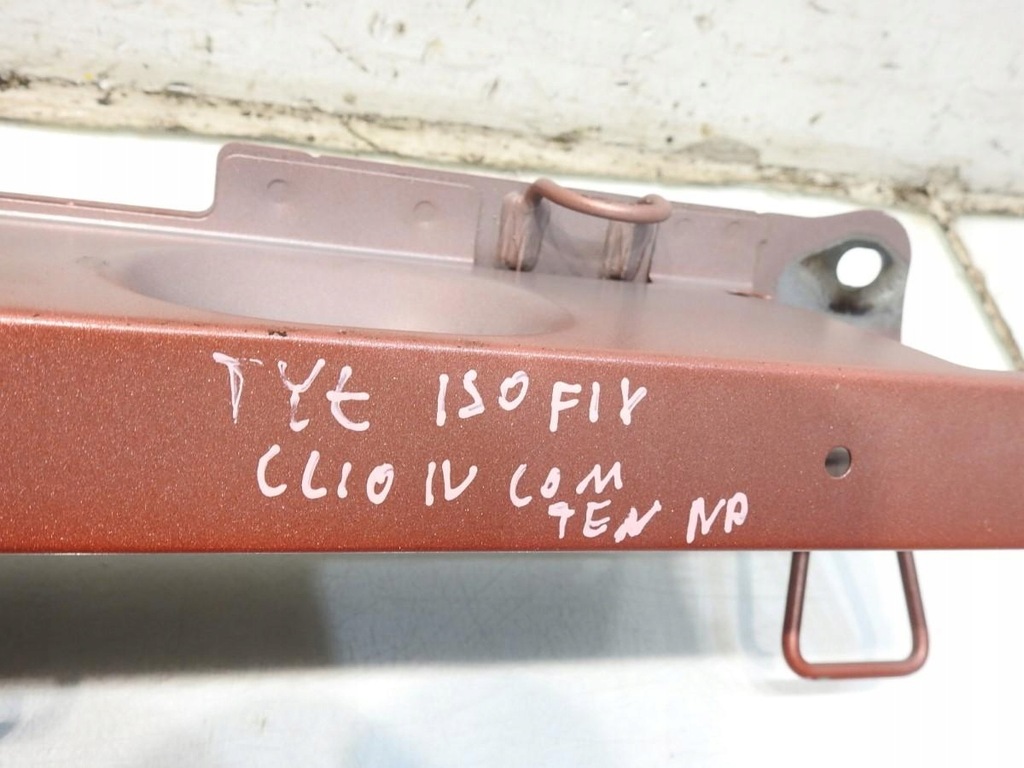 TYŁ ISOFIX
CLIO IV COM
TEN NA